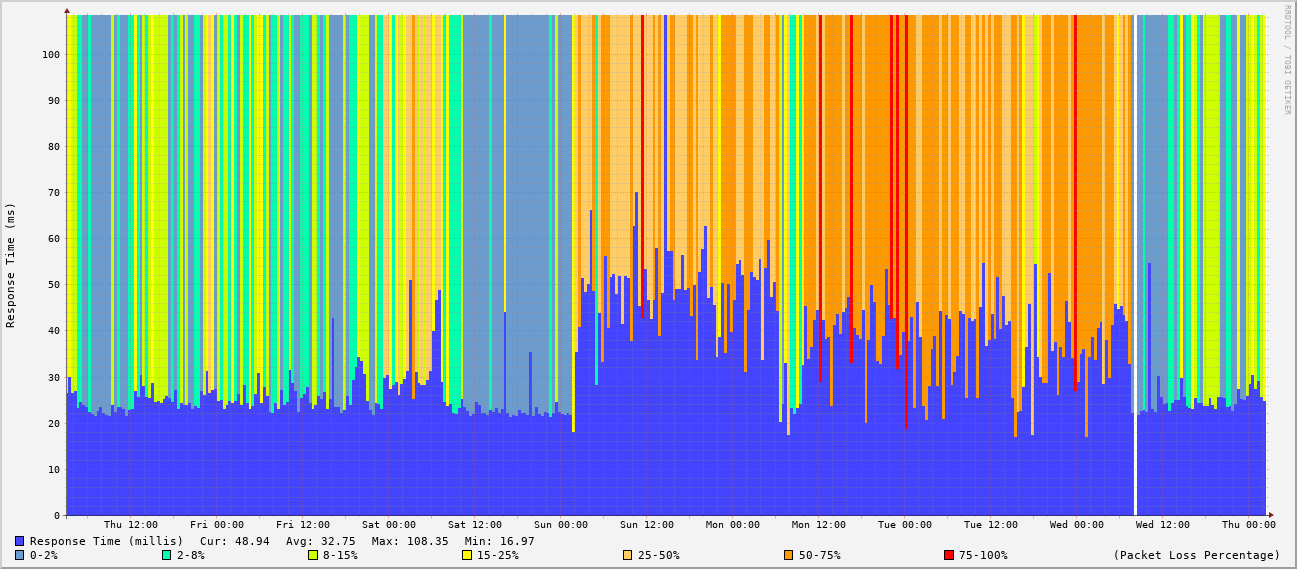 RRDTOOL / TOBI OETIKER
Response Time (ms)
100
90
80
70
60
50
40
30
20
10
0
Thu 12:00 Fri 00:00 Fri 12:00 Sat 00:00 Sat 12:00 Sun 00:00 Sun 12:00 Mon 00:00 Mon 12:00 Tue 00:00 Tue 12:00 Wed 00:00 Wed 12:00 Thu 00:00
Response Time (millis) Cur: 48.94 Avg: 32.75 Max: 108.35 Min: 16.97
0-2% 2-8% 8-15% 15-25% 25-50% 50-75% 75-100% (Packet Loss Percentage)